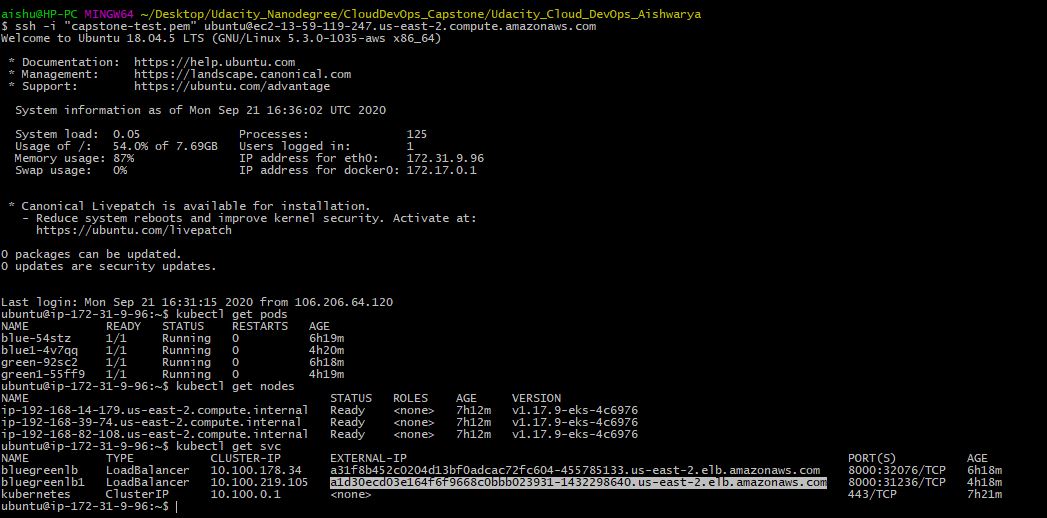 aishu@HP-PC MINGW64 ~/Desktop/Udacity_Nanodegree/CloudDevOps_Capstone/Udacity_Cloud_DevOps_Aishwarya
$ ssh -i "capstone-test.pem" ubuntu@ec2-13-59-119-247.us-east-2.compute.amazonaws.com
Welcome to Ubuntu 18.04.5 LTS (GNU/Linux 5.3.0-1035-aws x86_64)

 * Documentation:  https://help.ubuntu.com
 * Management:     https://landscape.canonical.com
 * Support:        https://ubuntu.com/advantage

  System information as of Mon Sep 21 16:36:02 UTC 2020

  System load:  0.05              Processes:              125
  Usage of /:   54.0% of 7.69GB   Users logged in:        1
  Memory usage: 87%               IP address for eth0:    172.31.9.96
  Swap usage:   0%                IP address for docker0: 172.17.0.1

 * Canonical Livepatch is available for installation.
   - Reduce system reboots and improve kernel security. Activate at:
     https://ubuntu.com/livepatch

0 packages can be updated.
0 updates are security updates.

Last login: Mon Sep 21 16:31:15 2020 from 106.206.64.120
ubuntu@ip-172-31-9-96:~$ kubectl get pods
NAME           READY   STATUS    RESTARTS   AGE
blue-54stz     1/1     Running   0          6h19m
blue1-4v7qq    1/1     Running   0          4h20m
green-92sc2    1/1     Running   0          6h18m
green1-55ff9   1/1     Running   0          4h19m
ubuntu@ip-172-31-9-96:~$ kubectl get nodes
NAME                                           STATUS   ROLES    AGE     VERSION
ip-192-168-14-179.us-east-2.compute.internal   Ready    <none>   7h12m   v1.17.9-eks-4c6976
ip-192-168-39-74.us-east-2.compute.internal    Ready    <none>   7h12m   v1.17.9-eks-4c6976
ip-192-168-82-108.us-east-2.compute.internal   Ready    <none>   7h12m   v1.17.9-eks-4c6976
ubuntu@ip-172-31-9-96:~$ kubectl get svc
NAME           TYPE           CLUSTER-IP       EXTERNAL-IP                                                               PORT(S)          AGE
bluegreenlb    LoadBalancer   10.100.178.34    a31f8b452c0204d13bf0adcac72fc604-455785133.us-east-2.elb.amazonaws.com    8000:32076/TCP   6h18m
bluegreenlb1   LoadBalancer   10.100.219.105   a1d30ecd03e164f6f9668c0bbb023931-1432298640.us-east-2.elb.amazonaws.com   8000:31236/TCP   4h18m
kubernetes     ClusterIP      10.100.0.1       <none>                                                                    443/TCP          7h21m
ubuntu@ip-172-31-9-96:~$